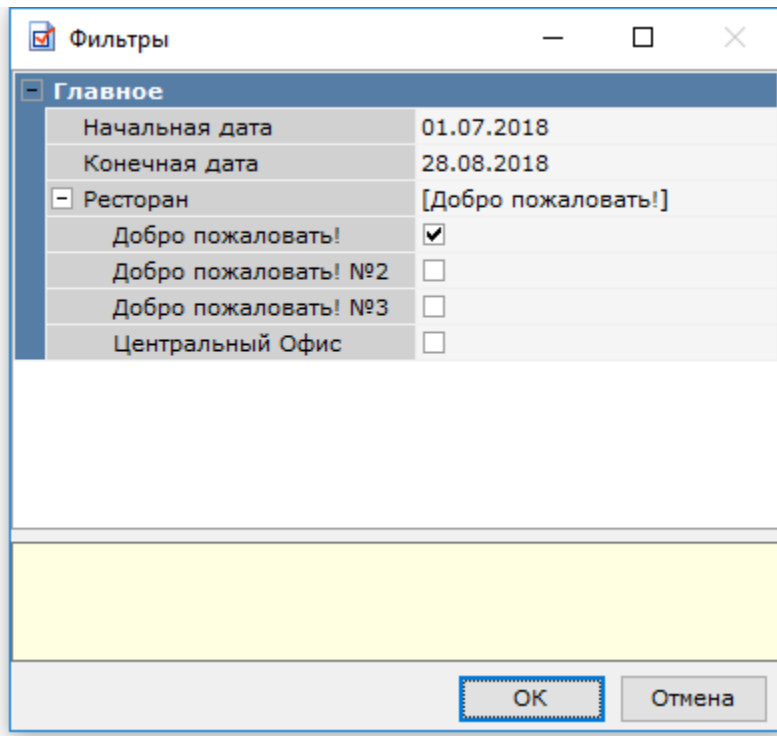 Фильтры
Главное
Начальная дата 01.07.2018
Конечная дата 28.08.2018
Ресторан [Добро пожаловать!]
Добро пожаловать!
Добро пожаловать! №2
Добро пожаловать! №3
Центральный Офис
ОК Отмена